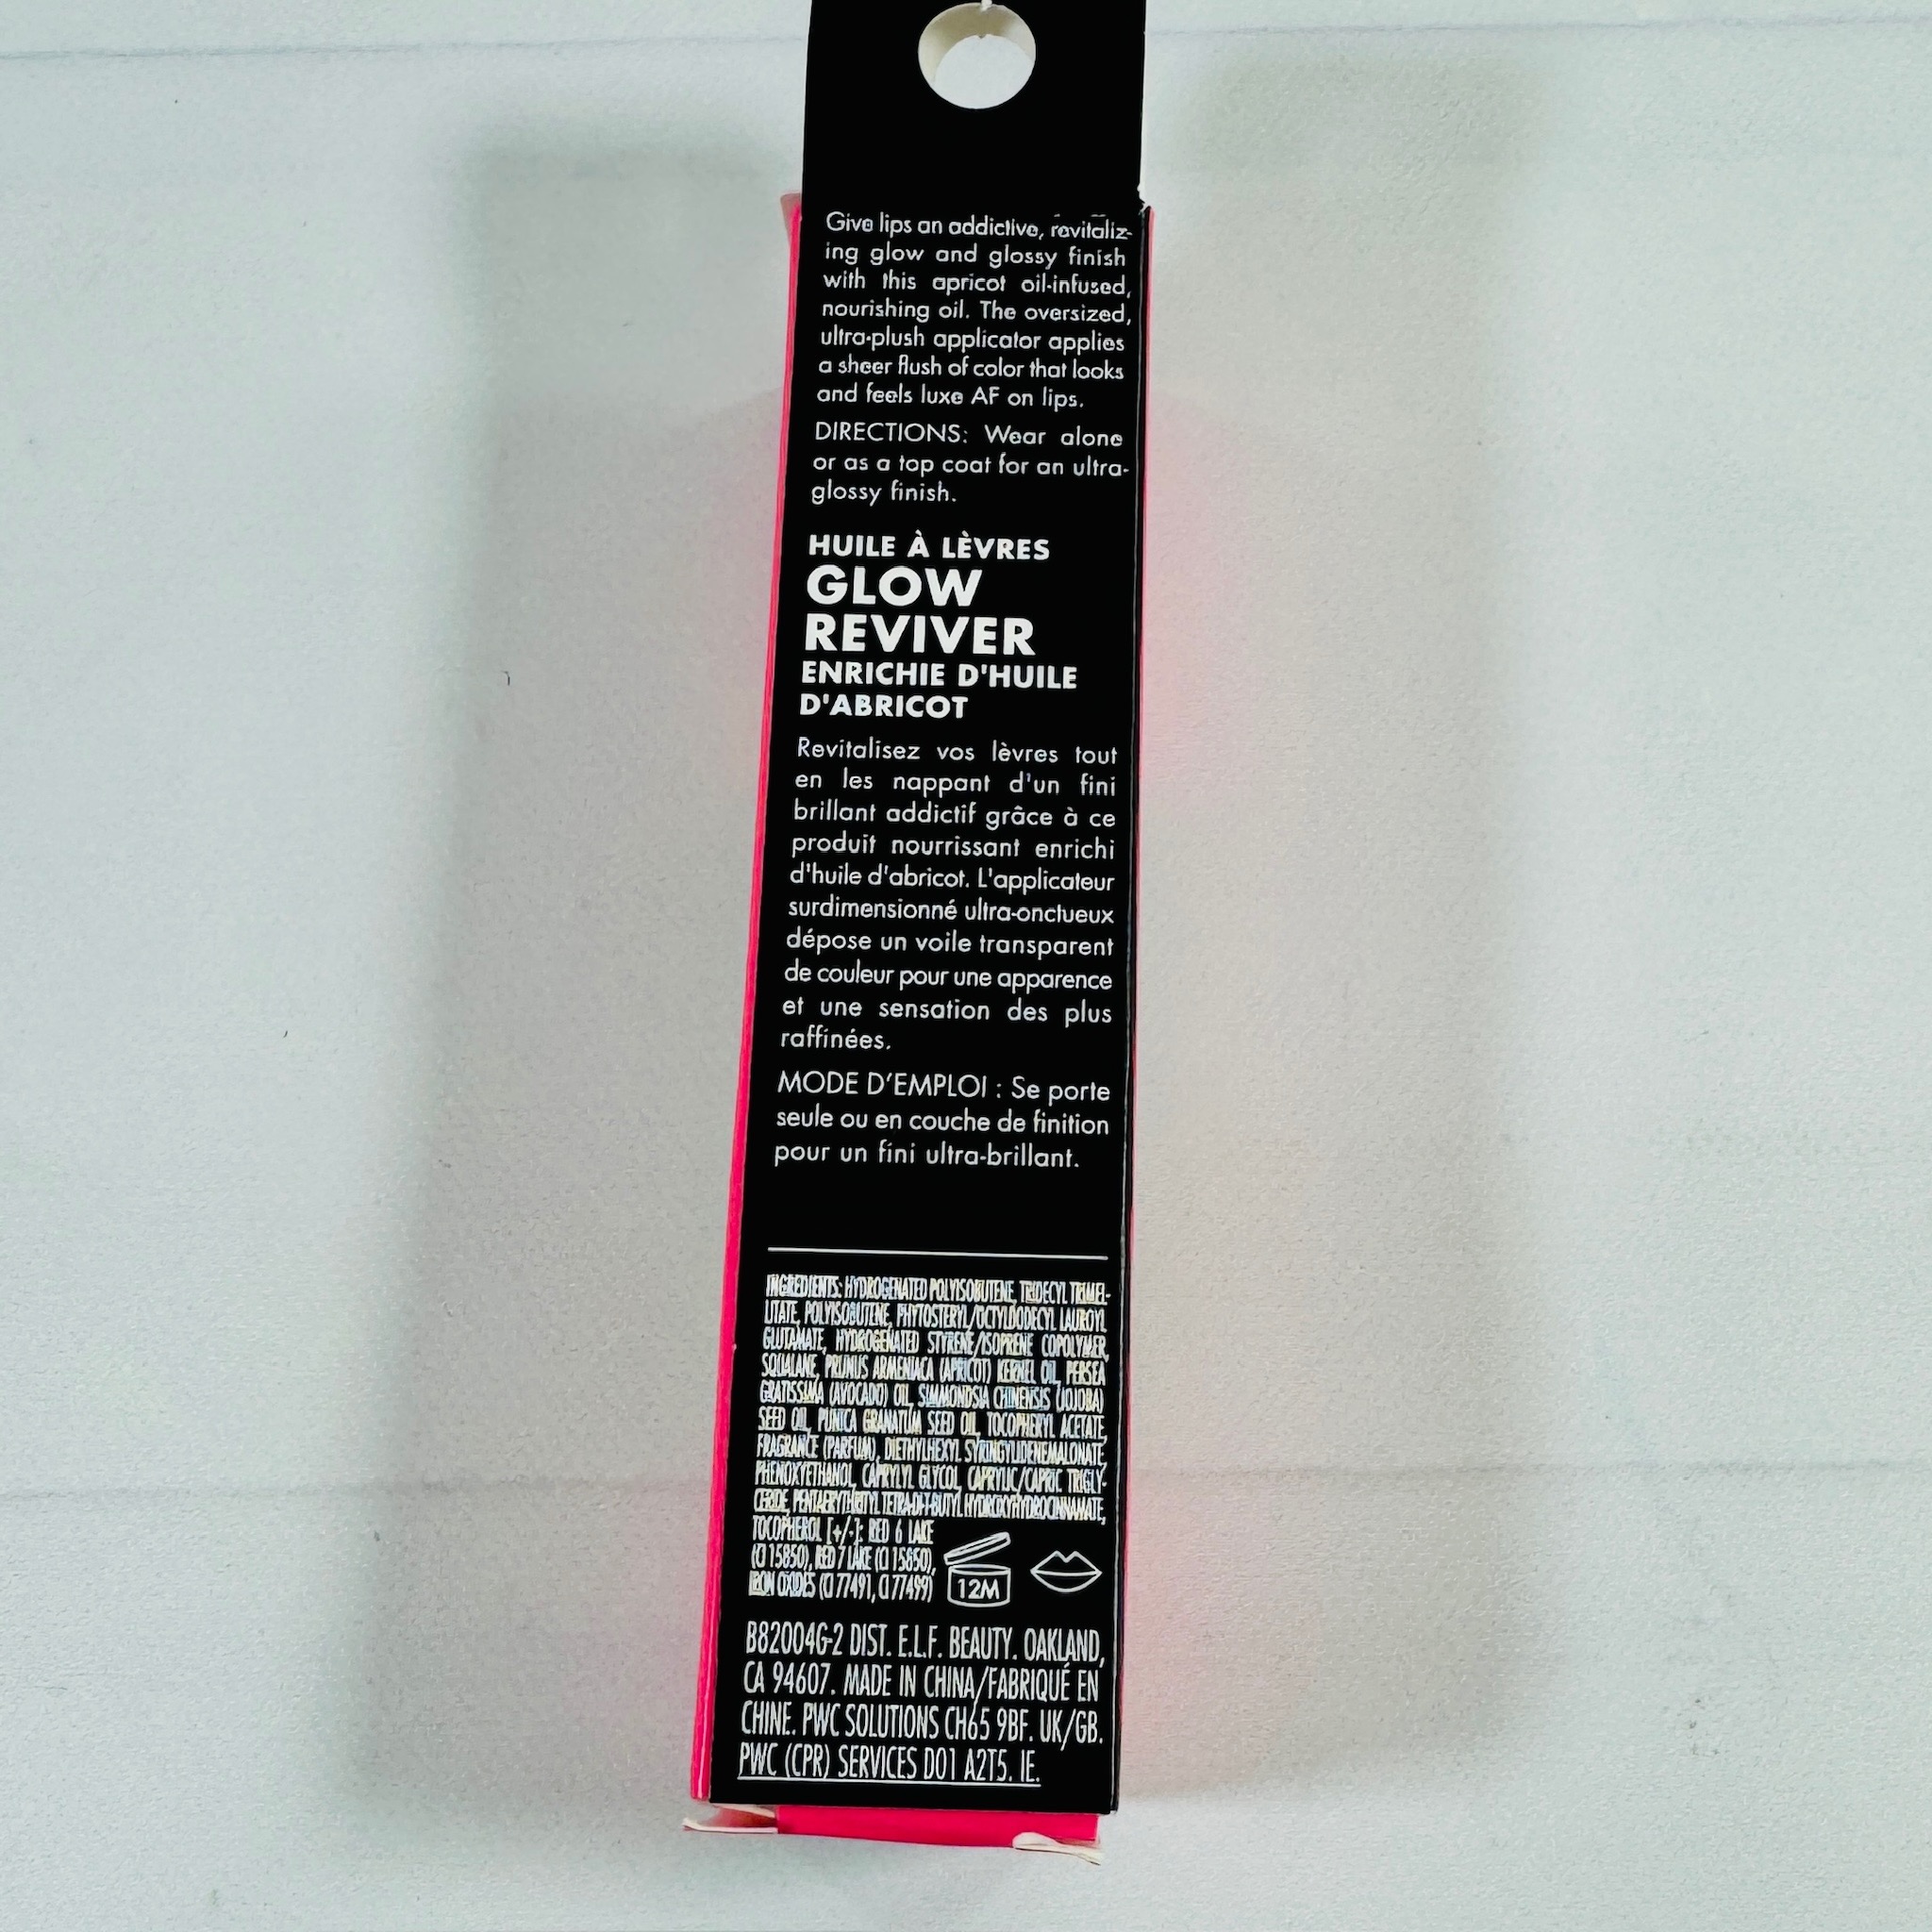 Give lips an addictive, revitaliz-
ing glow and glossy finish
with this apricot oil-infused,
nourishing oil. The oversized,
ultra-plush applicator applies
a sheer flush of color that looks
and feels luxe AF on lips.
DIRECTIONS: Wear alone
or as a top coat for an ultra-
glossy finish.
HUILE À LÈVRES
GLOW
REVIVER
ENRICHIE D'HUILE
D'ABRICOT
Revitalisez vos lèvres tout
en les nappant d'un fini
brillant addictif grâce à ce
produit nourrissant enrichi
d'huile d'abricot. L'applicateur
surdimensionné ultra-onctueux
dépose un voile transparent
de couleur pour une apparence
et une sensation des plus
raffinées.
MODE D'EMPLOI : Se porte
seule ou en couche de finition
pour un fini ultra-brillant.
INGREDIENTS: HYDROGENATED POLYISOBUTENE, TRIDECYL TRIMEL-
LITATE, POLYISOBUTENE, PHYTOSTERYL/OCTYLDODECYL LAUROYL
GLUTAMATE, HYDROGENATED STYRENE/ISOPRENE COPOLYMER,
SQUALANE, PRUNUS ARMENIACA (APRICOT) KERNEL OIL, PERSEA
GRATISSIMA (AVOCADO) OIL, SIMMONDSIA CHINENSIS (JOJOBA)
SEED OIL, PUNICA GRANATUM SEED OIL, TOCOPHERYL ACETATE,
FRAGRANCE (PARFUM), DIETHYLHEXYL SYRINGYLIDENEMALONATE,
PHENOXYETHANOL, CAPRYLYL GLYCOL, CAPRYLIC/CAPRIC TRIGLY-
CERIDE, PENTAERYTHRITYL TETRA-DI-T-BUTYL HYDROXYHYDROCINNAMATE,
TOCOPHEROL [+/-]: RED 6 LAKE
(CI 15850), RED 7 LAKE (CI 15850),
IRON OXIDES (CI 77491, CI 77499)
12M
B82004G-2 DIST. E.L.F. BEAUTY. OAKLAND,
CA 94607. MADE IN CHINA/FABRIQUÉ EN
CHINE. PWC SOLUTIONS CH65 9BF. UK/GB.
PWC (CPR) SERVICES D01 A2T5. IE.